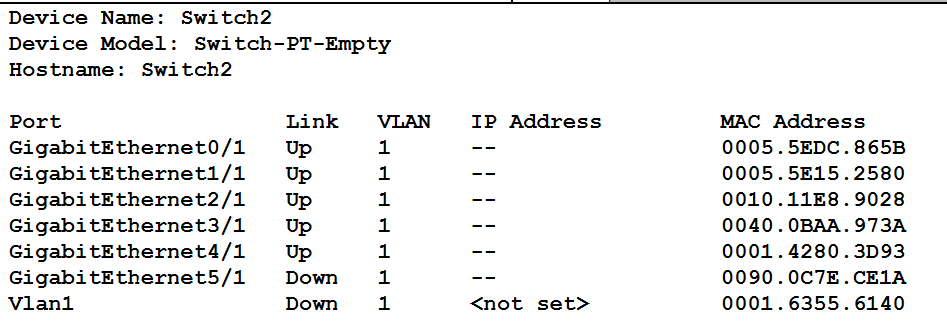 Device Name: Switch2
Device Model: Switch-PT-Empty
Hostname: Switch2
Port Link VLAN IP Address MAC Address
GigabitEthernet0/1 Up 1 -- 0005.5EDC.865B
GigabitEthernet1/1 Up 1 -- 0005.5E15.2580
GigabitEthernet2/1 Up 1 -- 0010.11E8.9028
GigabitEthernet3/1 Up 1 -- 0040.0BAA.973A
GigabitEthernet4/1 Up 1 -- 0001.4280.3D93
GigabitEthernet5/1 Down 1 -- 0090.0C7E.CE1A
Vlan1 Down 1 <not set> 0001.6355.6140